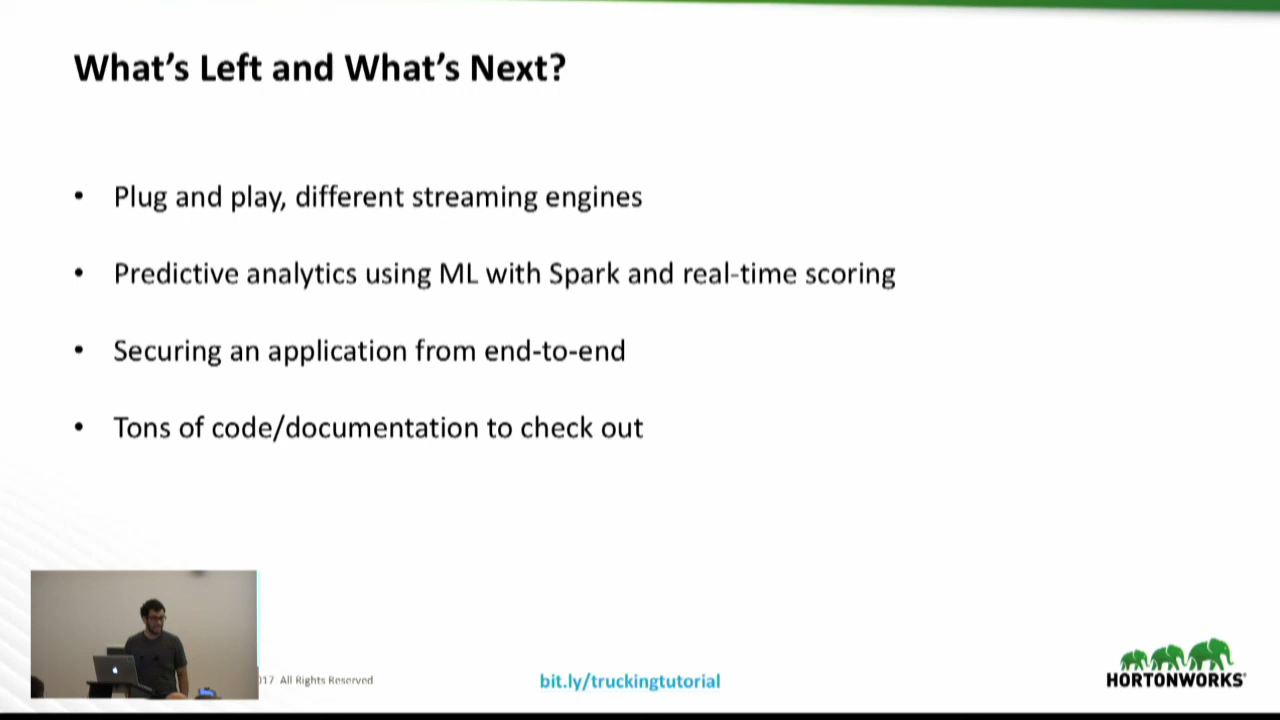 What's Left and What's Next?
• Plug and play, different streaming engines
• Predictive analytics using ML with Spark and real-time scoring
• Securing an application from end-to-end
• Tons of code/documentation to check out
17 All Rights Reserved
bit.ly/truckingtutorial
HORTONWORKS